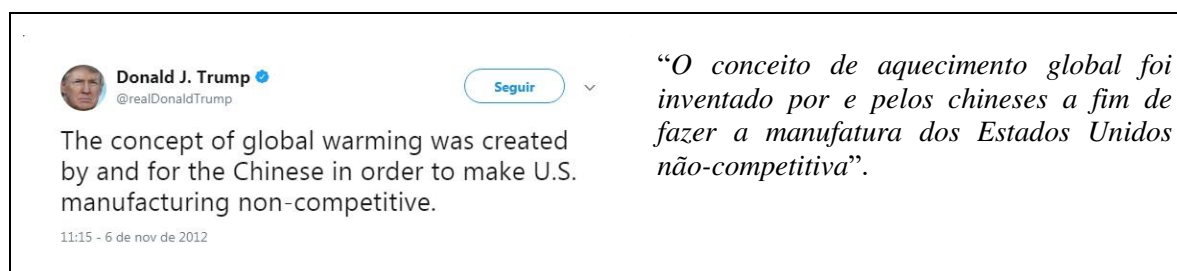 Donald J. Trump
@realDonaldTrump
Seguir
The concept of global warming was created
by and for the Chinese in order to make U.S.
manufacturing non-competitive.
11:15 - 6 de nov de 2012
“O conceito de aquecimento global foi
inventado por e pelos chineses a fim de
fazer a manufatura dos Estados Unidos
não-competitiva”.